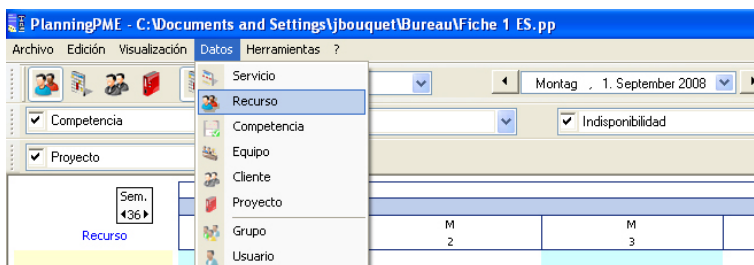 PlanningPME - C:\Documents and Settings\jbouquet\Bureau\Fiche 1 ES.pp
Archivo Edición Visualización Datos Herramientas ?
Servicio
Montag , 1. September 2008
Recurso
Competencia
Competencia
Indisponibilidad
Equipo
Proyecto
Cliente
Proyecto
Sem.
36
Grupo
M
M
Recurso
2
3
Usuario